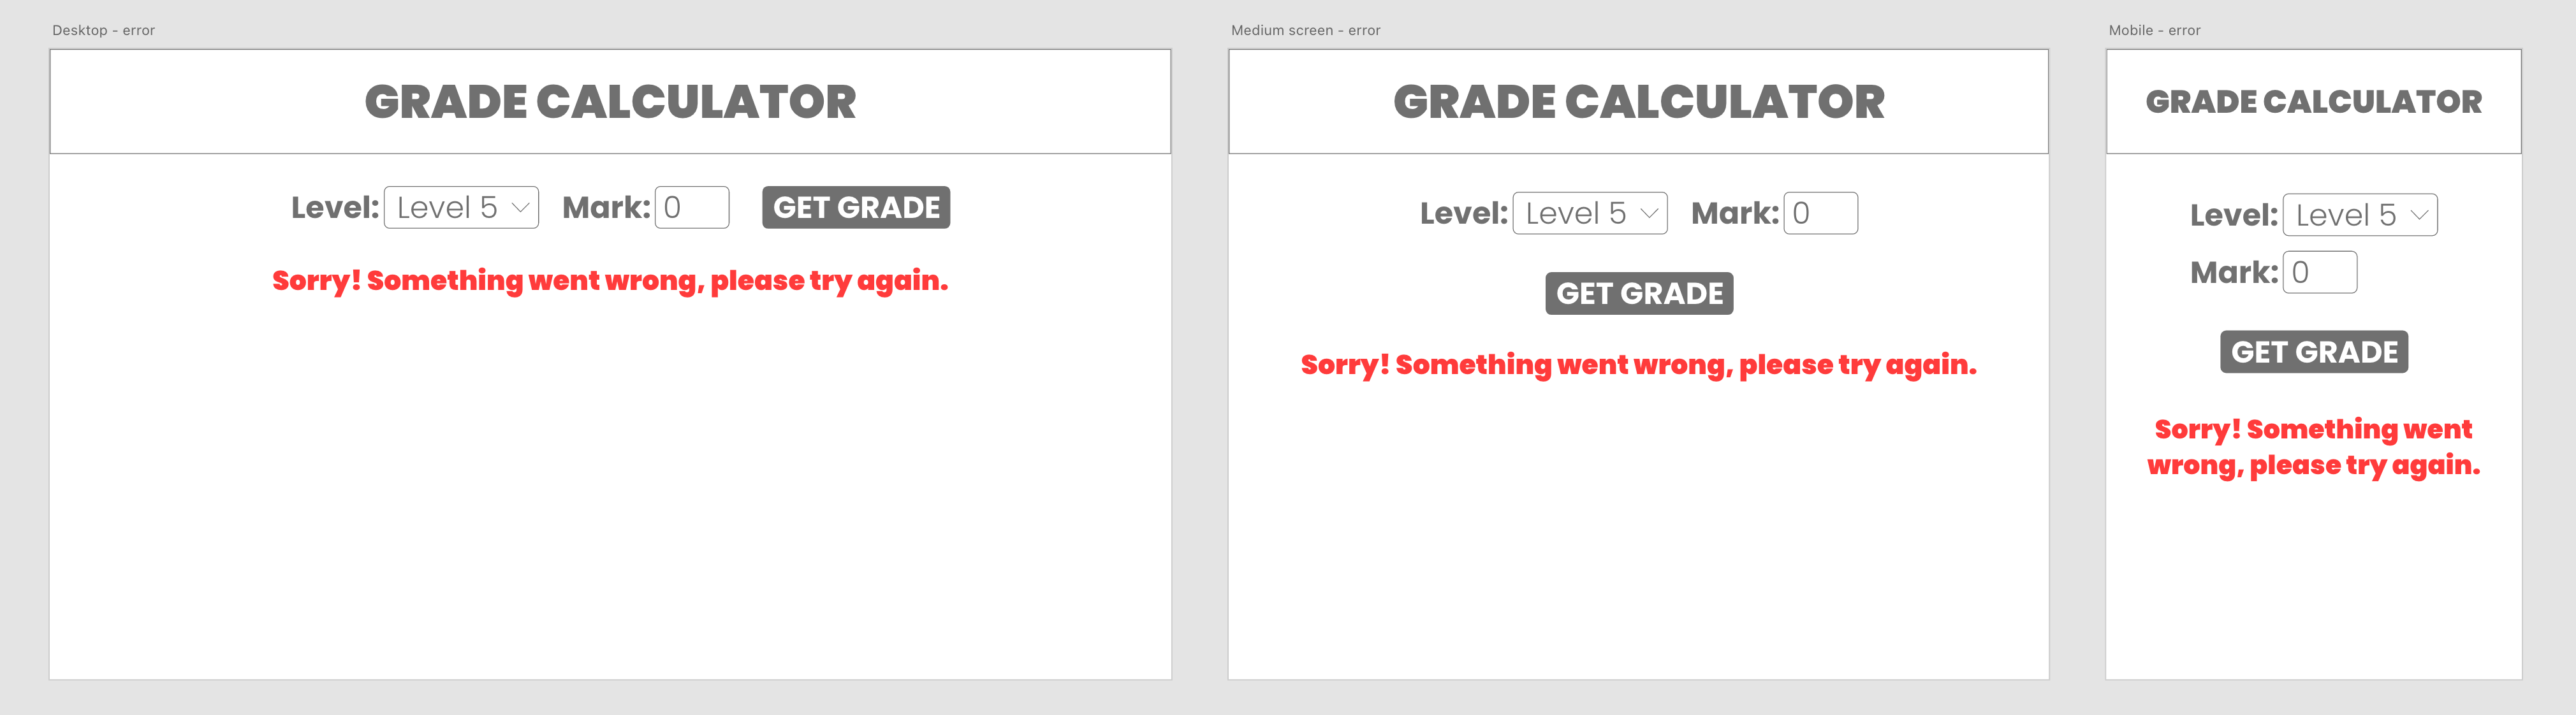 Desktop - error
GRADE CALCULATOR
Level: Level 5 Mark: 0 GET GRADE
Sorry! Something went wrong, please try again.
Medium screen - error
GRADE CALCULATOR
Level: Level 5 Mark: 0
GET GRADE
Sorry! Something went wrong, please try again.
Mobile - error
GRADE CALCULATOR
Level: Level 5
Mark: 0
GET GRADE
Sorry! Something went
wrong, please try again.